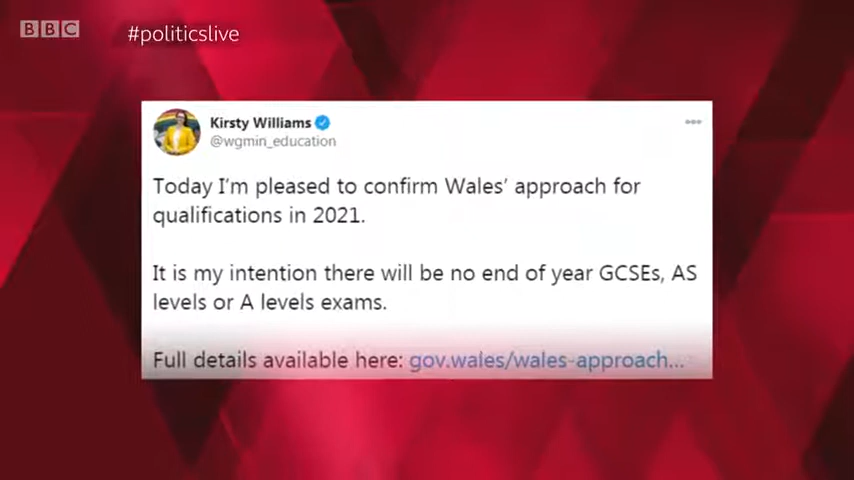 BBC
#politicslive
Kirsty Williams
@wgmin_education
Today I'm pleased to confirm Wales' approach for
qualifications in 2021.
It is my intention there will be no end of year GCSEs, AS
levels or A levels exams.
Full details available here: gov.wales/wales-approach...